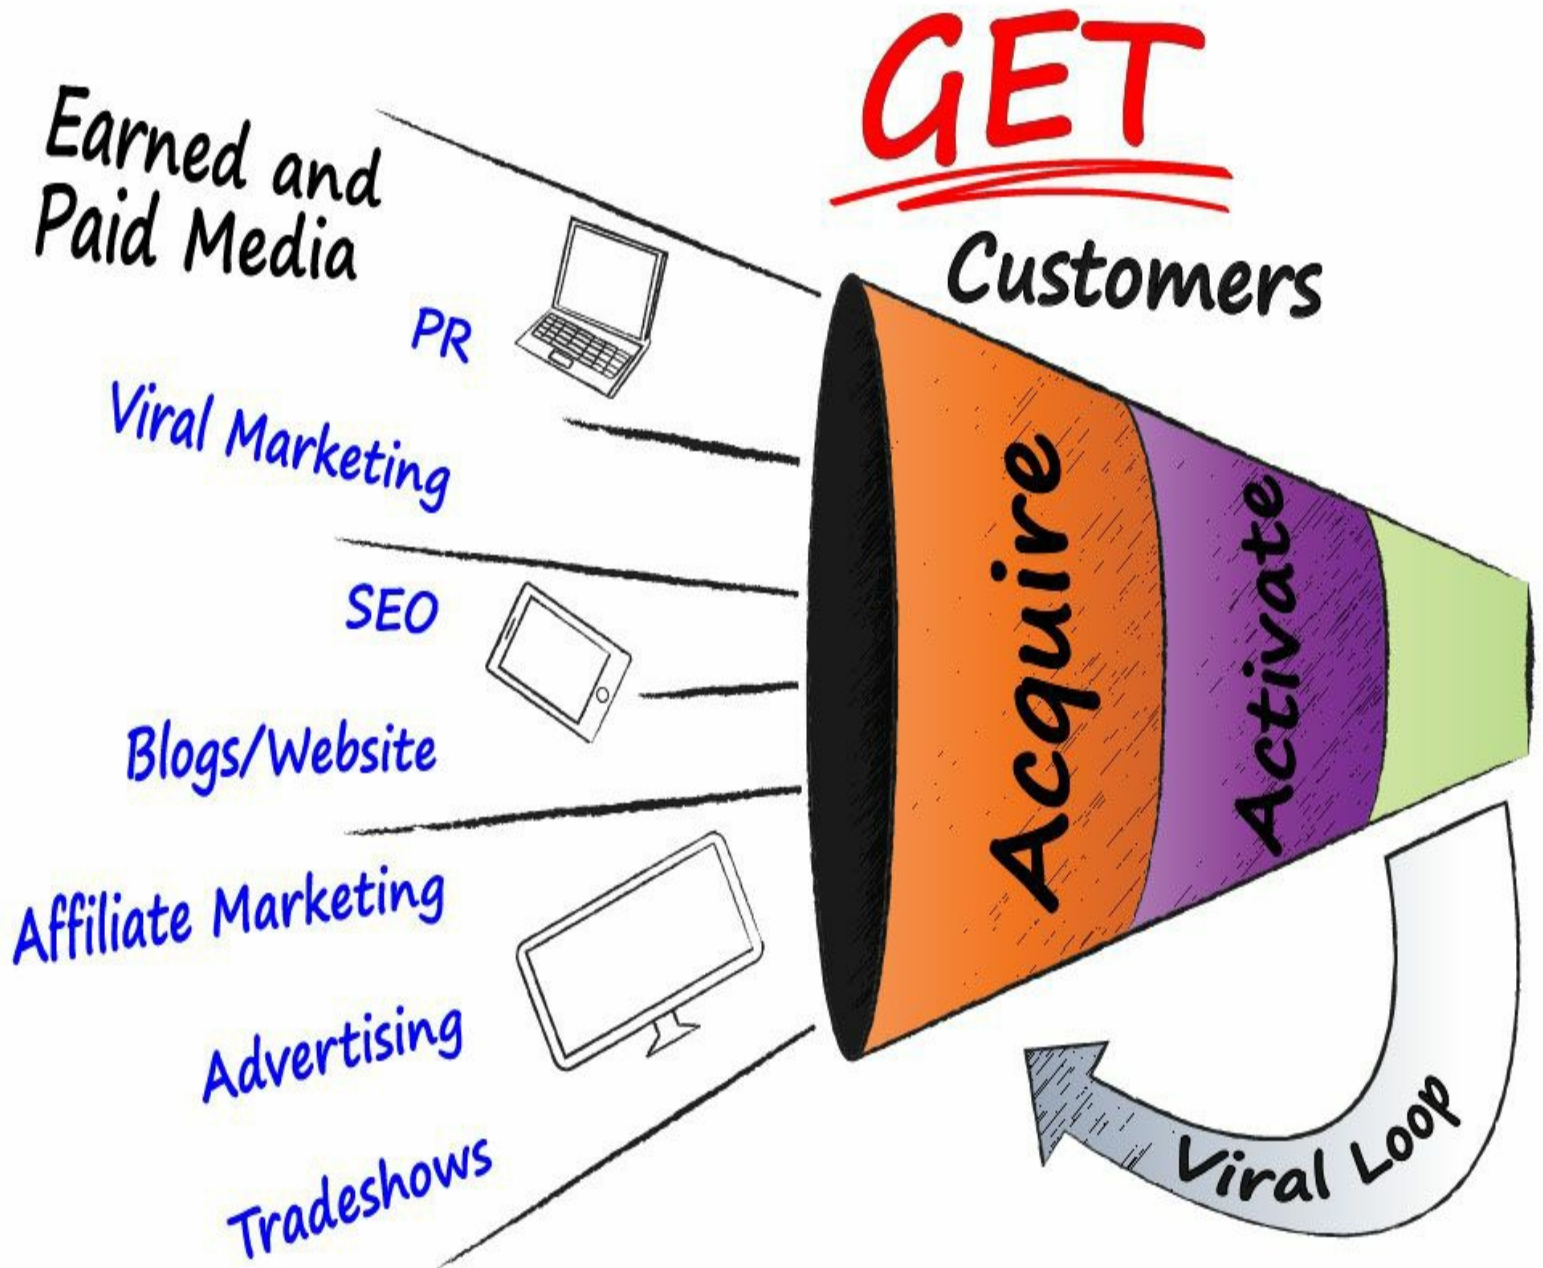 GET
Customers
Earned and
Paid Media
PR
Viral Marketing
SEO
Blogs/Website
Affiliate Marketing
Advertising
Tradeshows
Acquire
Activate
Viral Loop